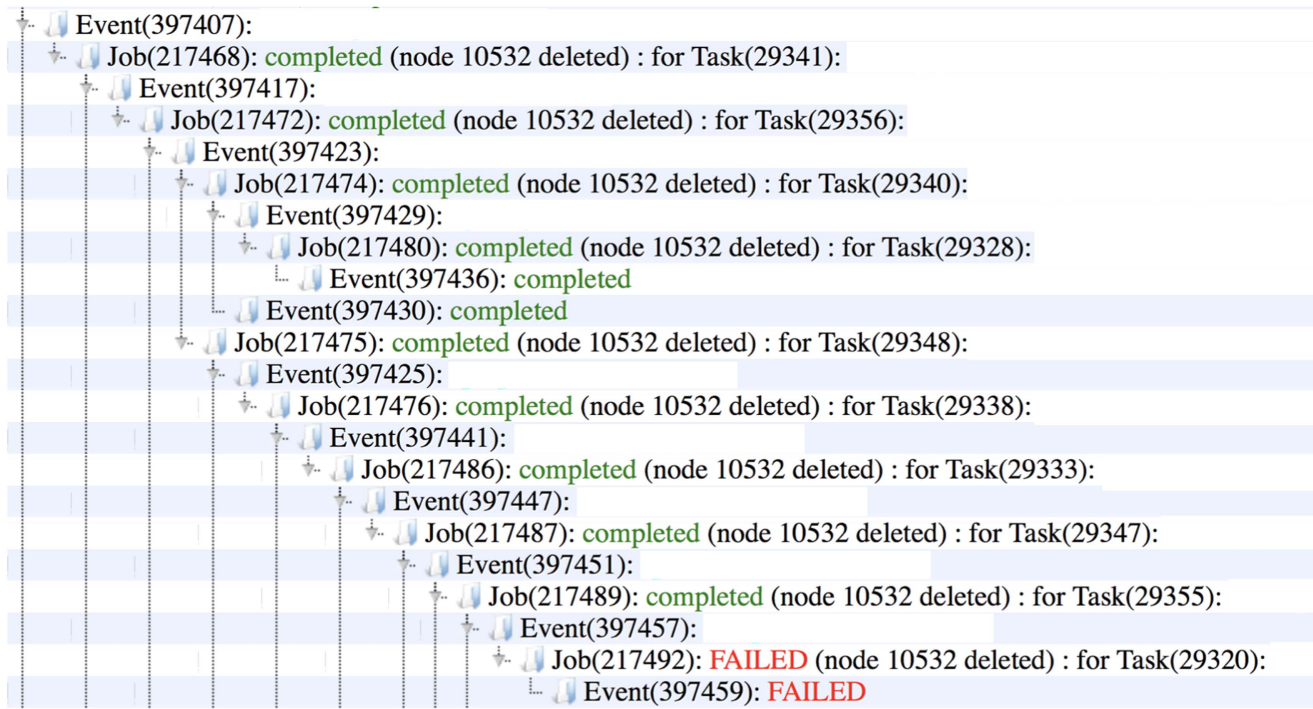 Event(397407):
Job(217468): completed (node 10532 deleted) : for Task(29341):
Event(397417):
Job(217472): completed (node 10532 deleted) : for Task(29356):
Event(397423):
Job(217474): completed (node 10532 deleted) : for Task(29340):
Event(397429):
Job(217480): completed (node 10532 deleted) : for Task(29328):
Event(397436): completed
Event(397430): completed
Job(217475): completed (node 10532 deleted) : for Task(29348):
Event(397425):
Job(217476): completed (node 10532 deleted) : for Task(29338):
Event(397441):
Job(217486): completed (node 10532 deleted) : for Task(29333):
Event(397447):
Job(217487): completed (node 10532 deleted) : for Task(29347):
Event(397451):
Job(217489): completed (node 10532 deleted) : for Task(29355):
Event(397457):
Job(217492): FAILED (node 10532 deleted) : for Task(29320):
Event(397459): FAILED